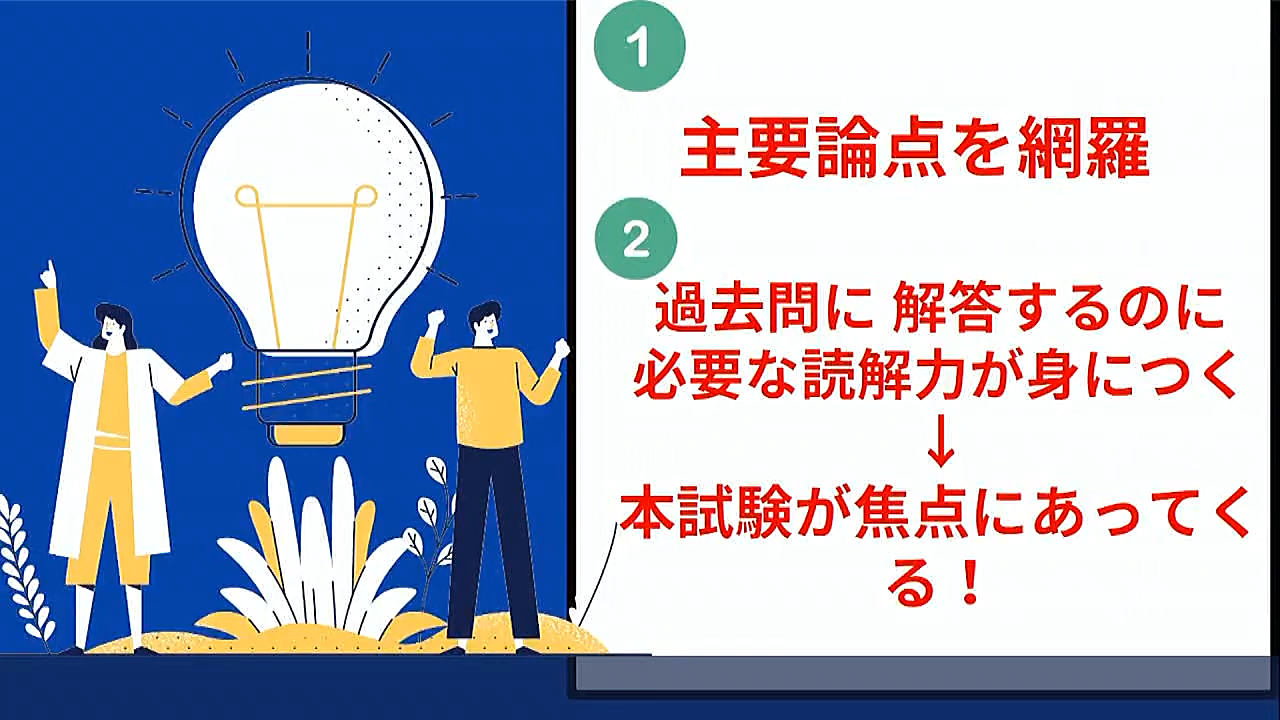 1
主要論点を網羅
2
過去問に 解答するのに
必要な読解力が身につく
↓
本試験が焦点にあってく
る！